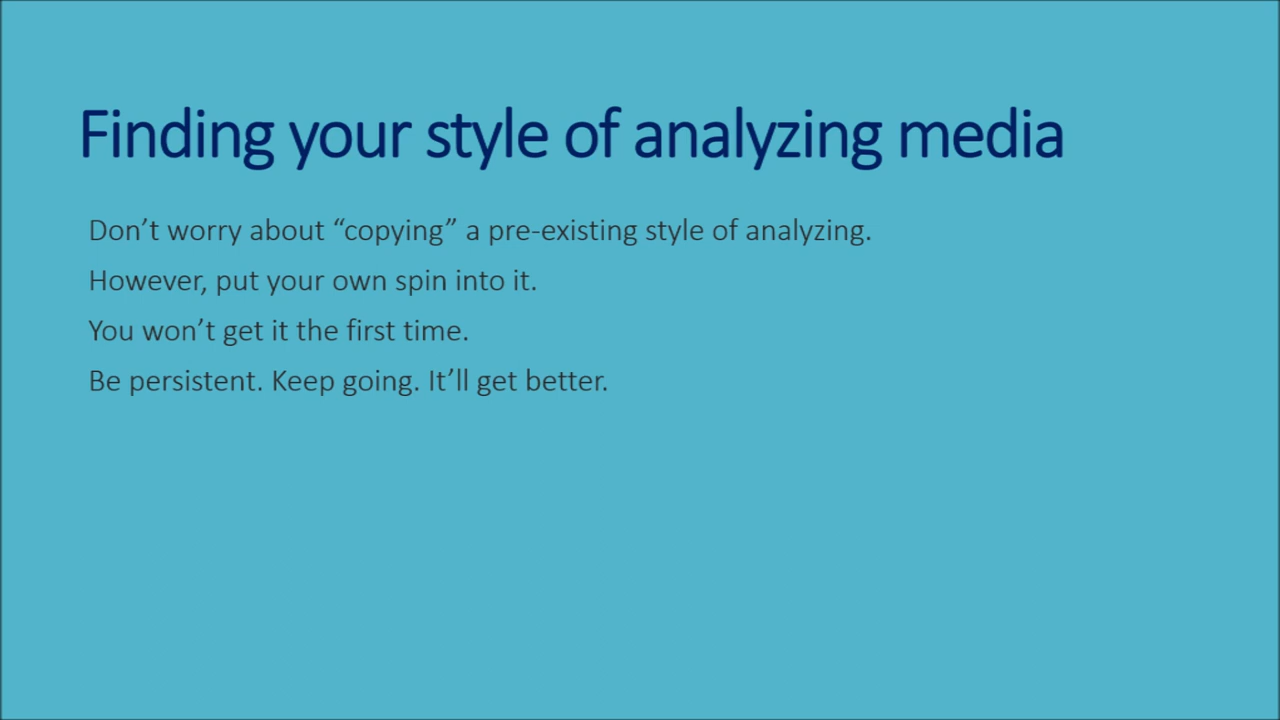 Finding your style of analyzing media
Don’t worry about “copying” a pre-existing style of analyzing.
However, put your own spin into it.
You won’t get it the first time.
Be persistent. Keep going. It’ll get better.